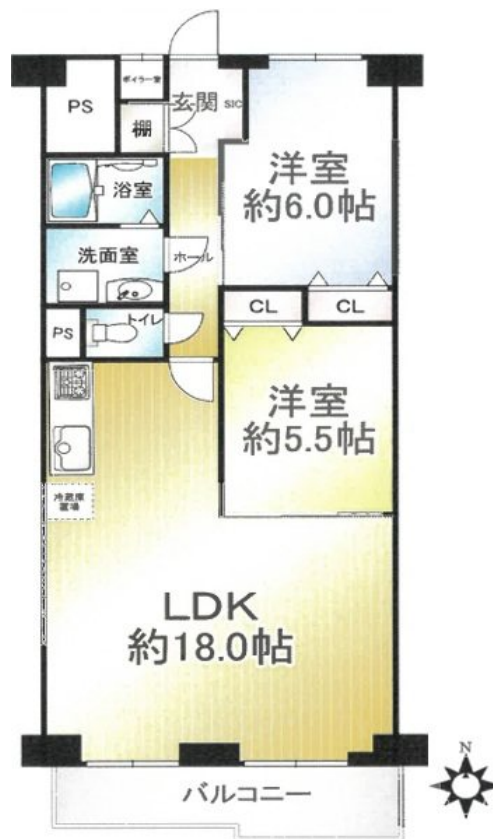 ボイラー室
PS
棚
玄関
SIC
洋室
約6.0帖
浴室
洗面室
ホール
CL
CL
PS
トイレ
洋室
約5.5帖
冷蔵庫
置場
LDK
約18.0帖
バルコニー
N